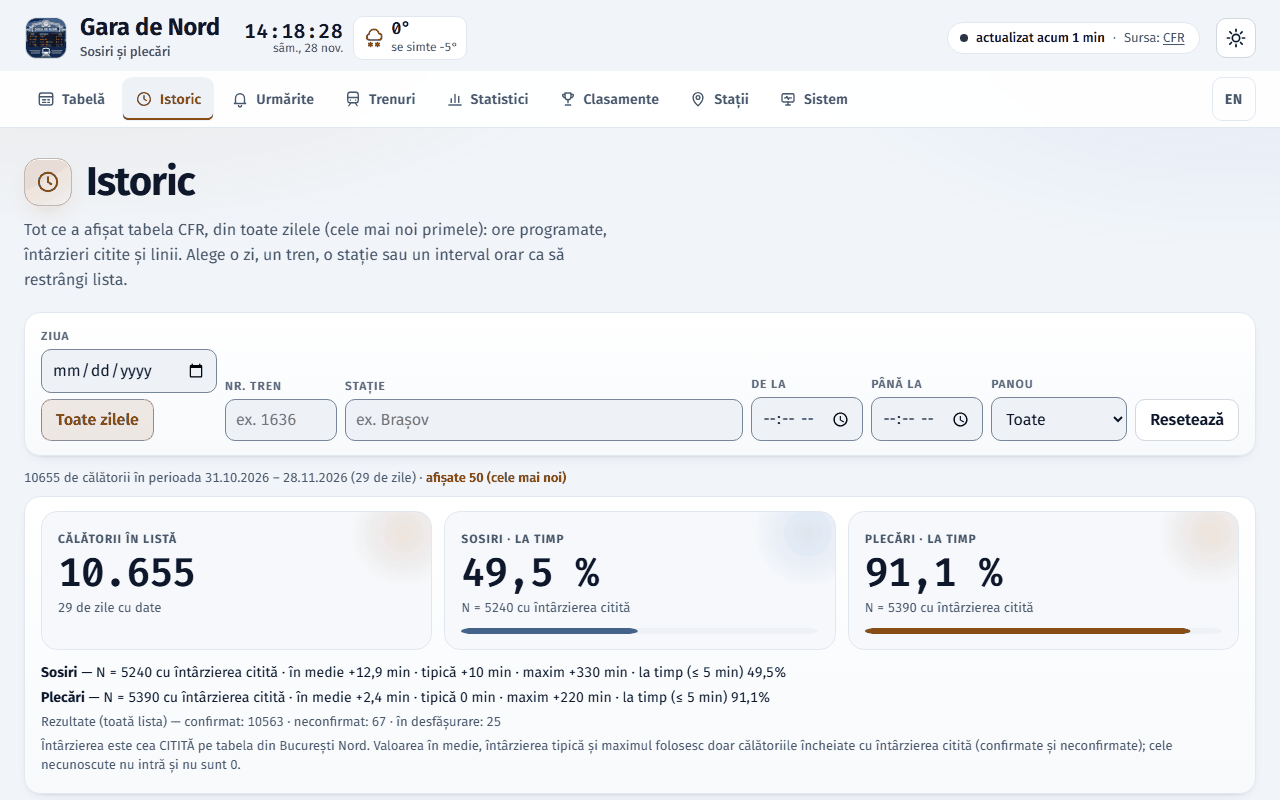 Gara de Nord
Sosiri și plecări
14:18:28
sâm., 28 nov.
0°
se simte -5°
actualizat acum 1 min · Sursa: CFR
Tabelă
Istoric
Urmărite
Trenuri
Statistici
Clasamente
Stații
Sistem
EN
Istoric
Tot ce a afișat tabela CFR, din toate zilele (cele mai noi primele): ore programate,
întârzieri citite și linii. Alege o zi, un tren, o stație sau un interval orar ca să
restrângi lista.
ZIUA
mm/dd/yyyy
Toate zilele
NR. TREN
ex. 1636
STAȚIE
ex. Brașov
DE LA
--:-- --
PÂNĂ LA
--:-- --
PANOU
Toate
Resetează
10655 de călătorii în perioada 31.10.2026 – 28.11.2026 (29 de zile) · afișate 50 (cele mai noi)
CĂLĂTORII ÎN LISTĂ
10.655
29 de zile cu date
SOSIRI · LA TIMP
49,5 %
N = 5240 cu întârzierea citită
PLECĂRI · LA TIMP
91,1 %
N = 5390 cu întârzierea citită
Sosiri — N = 5240 cu întârzierea citită · în medie +12,9 min · tipică +10 min · maxim +330 min · la timp (≤ 5 min) 49,5%
Plecări — N = 5390 cu întârzierea citită · în medie +2,4 min · tipică 0 min · maxim +220 min · la timp (≤ 5 min) 91,1%
Rezultate (toată lista) — confirmat: 10563 · neconfirmat: 67 · în desfășurare: 25
Întârzierea este cea CITITĂ pe tabela din București Nord. Valoarea în medie, întârzierea tipică și maximul folosesc doar călătoriile încheiate cu întârzierea citită (confirmate și neconfirmate); cele
necunoscute nu intră și nu sunt 0.